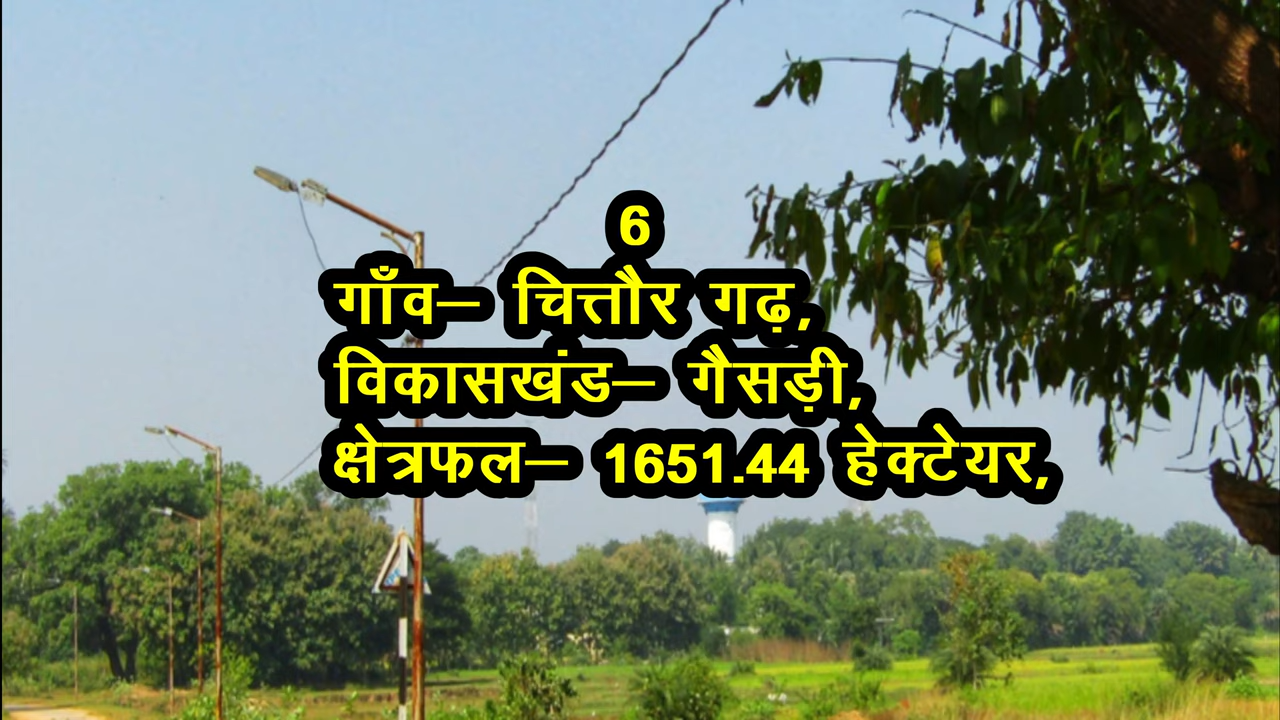 6
गाँव– चित्तौर गढ़,
विकासखंड– गैसड़ी,
क्षेत्रफल– 1651.44 हेक्टेयर,